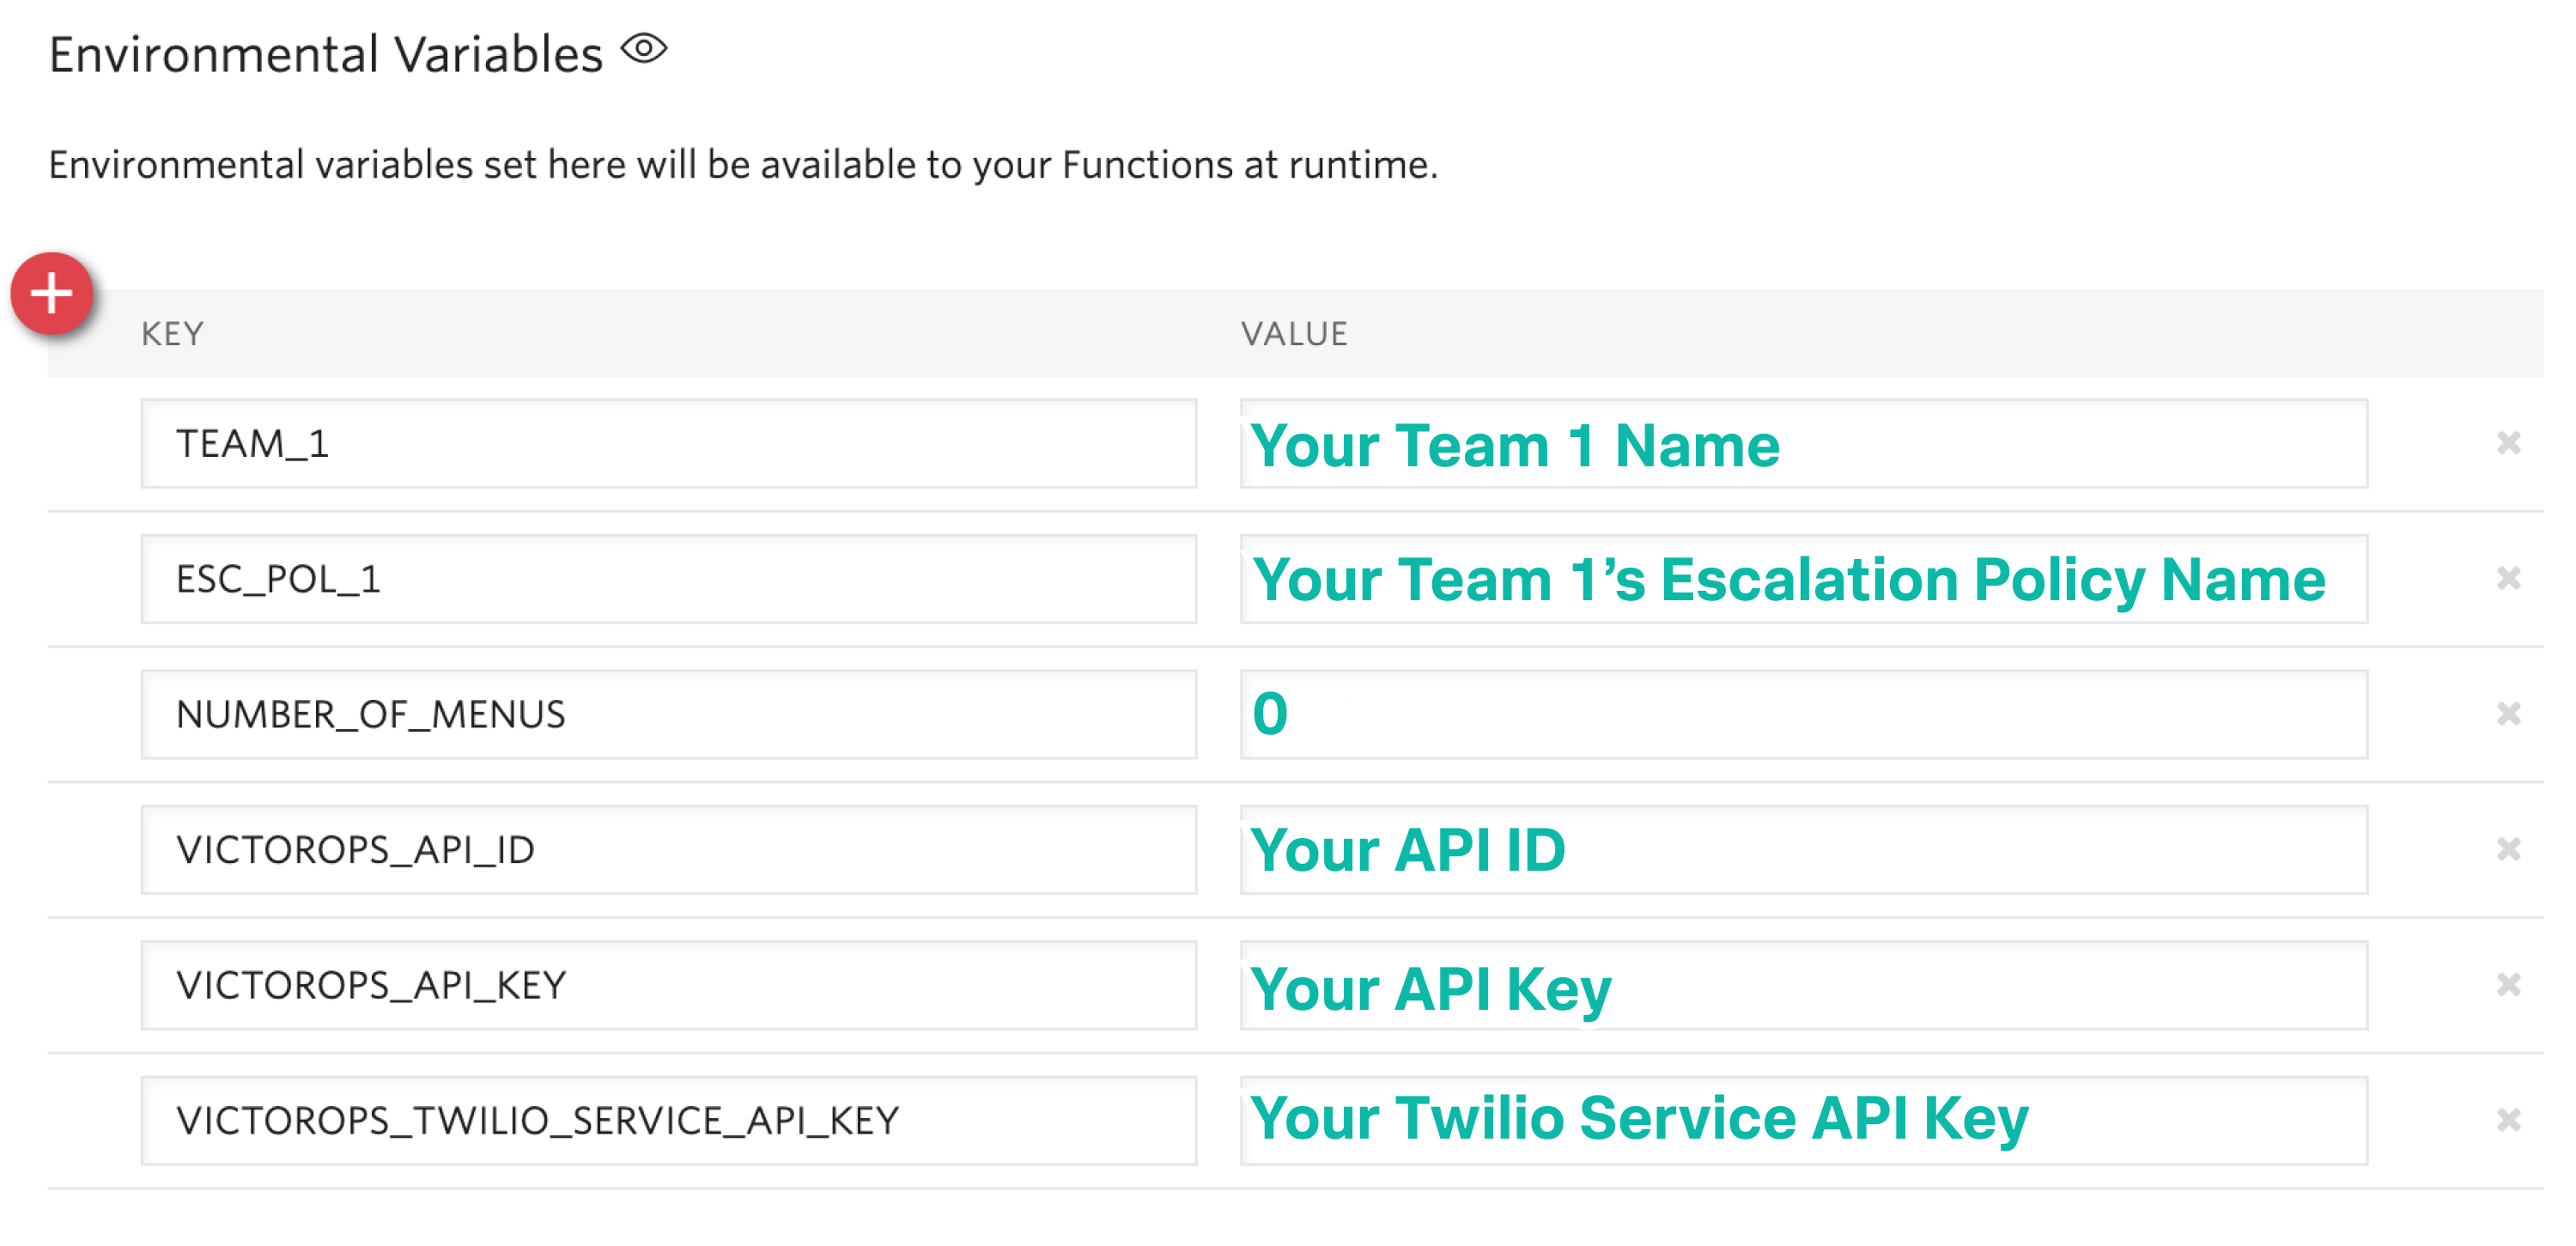 Environmental Variables
Environmental variables set here will be available to your Functions at runtime.
KEY VALUE
TEAM_1 Your Team 1 Name
ESC_POL_1 Your Team 1’s Escalation Policy Name
NUMBER_OF_MENUS 0
VICTOROPS_API_ID Your API ID
VICTOROPS_API_KEY Your API Key
VICTOROPS_TWILIO_SERVICE_API_KEY Your Twilio Service API Key